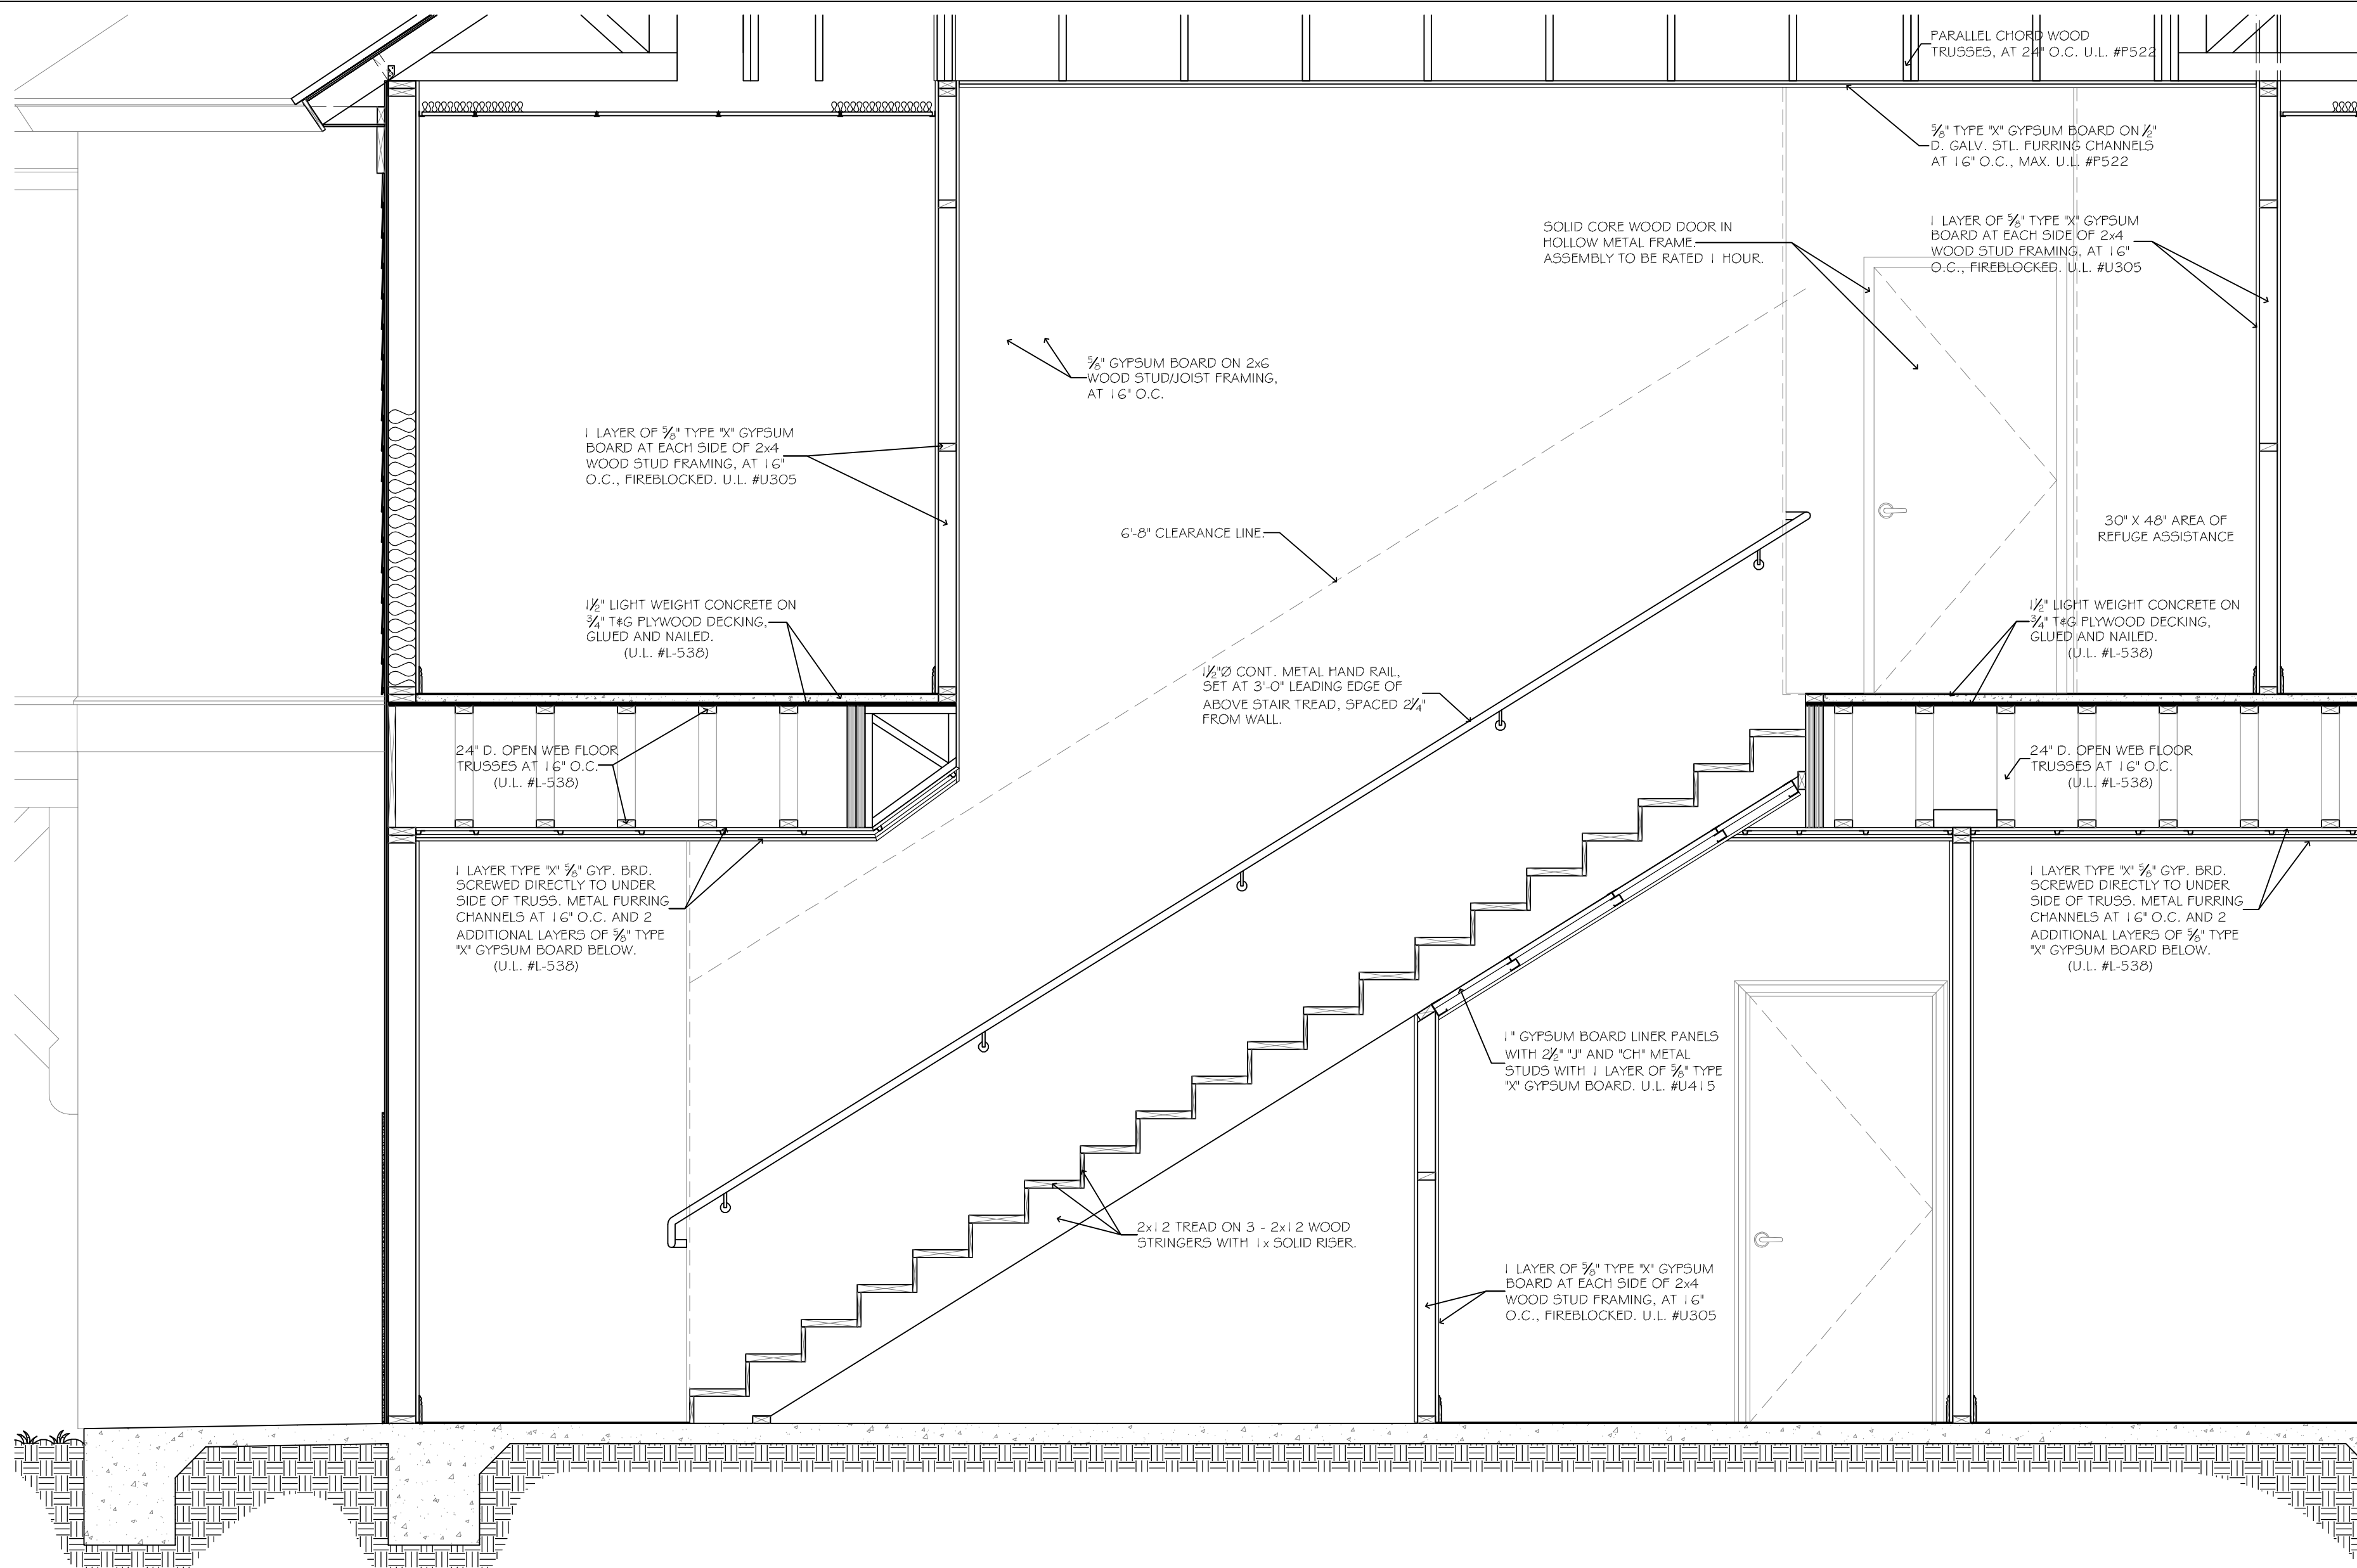 PARALLEL CHORD WOOD
TRUSSES, AT 24" O.C. U.L. #P522
⅝" TYPE "X" GYPSUM BOARD ON ½"
D. GALV. STL. FURRING CHANNELS
AT 16" O.C., MAX. U.L. #P522
SOLID CORE WOOD DOOR IN
HOLLOW METAL FRAME.
ASSEMBLY TO BE RATED 1 HOUR.
1 LAYER OF ⅝" TYPE "X" GYPSUM
BOARD AT EACH SIDE OF 2x4
WOOD STUD FRAMING, AT 16"
O.C., FIREBLOCKED. U.L. #U305
⅝" GYPSUM BOARD ON 2x6
WOOD STUD/JOIST FRAMING,
AT 16" O.C.
1 LAYER OF ⅝" TYPE "X" GYPSUM
BOARD AT EACH SIDE OF 2x4
WOOD STUD FRAMING, AT 16"
O.C., FIREBLOCKED. U.L. #U305
6'-8" CLEARANCE LINE.
30" X 48" AREA OF
REFUGE ASSISTANCE
1½" LIGHT WEIGHT CONCRETE ON
¾" T&G PLYWOOD DECKING,
GLUED AND NAILED.
(U.L. #L-538)
1½" LIGHT WEIGHT CONCRETE ON
¾" T&G PLYWOOD DECKING,
GLUED AND NAILED.
(U.L. #L-538)
1½"Ø CONT. METAL HAND RAIL,
SET AT 3'-0" LEADING EDGE OF
ABOVE STAIR TREAD, SPACED 2¼"
FROM WALL.
24" D. OPEN WEB FLOOR
TRUSSES AT 16" O.C.
(U.L. #L-538)
24" D. OPEN WEB FLOOR
TRUSSES AT 16" O.C.
(U.L. #L-538)
1 LAYER TYPE "X" ⅝" GYP. BRD.
SCREWED DIRECTLY TO UNDER
SIDE OF TRUSS. METAL FURRING
CHANNELS AT 16" O.C. AND 2
ADDITIONAL LAYERS OF ⅝" TYPE
"X" GYPSUM BOARD BELOW.
(U.L. #L-538)
1 LAYER TYPE "X" ⅝" GYP. BRD.
SCREWED DIRECTLY TO UNDER
SIDE OF TRUSS. METAL FURRING
CHANNELS AT 16" O.C. AND 2
ADDITIONAL LAYERS OF ⅝" TYPE
"X" GYPSUM BOARD BELOW.
(U.L. #L-538)
1" GYPSUM BOARD LINER PANELS
WITH 2½" "J" AND "CH" METAL
STUDS WITH 1 LAYER OF ⅝" TYPE
"X" GYPSUM BOARD. U.L. #U415
2x12 TREAD ON 3 - 2x12 WOOD
STRINGERS WITH 1x SOLID RISER.
1 LAYER OF ⅝" TYPE "X" GYPSUM
BOARD AT EACH SIDE OF 2x4
WOOD STUD FRAMING, AT 16"
O.C., FIREBLOCKED. U.L. #U305